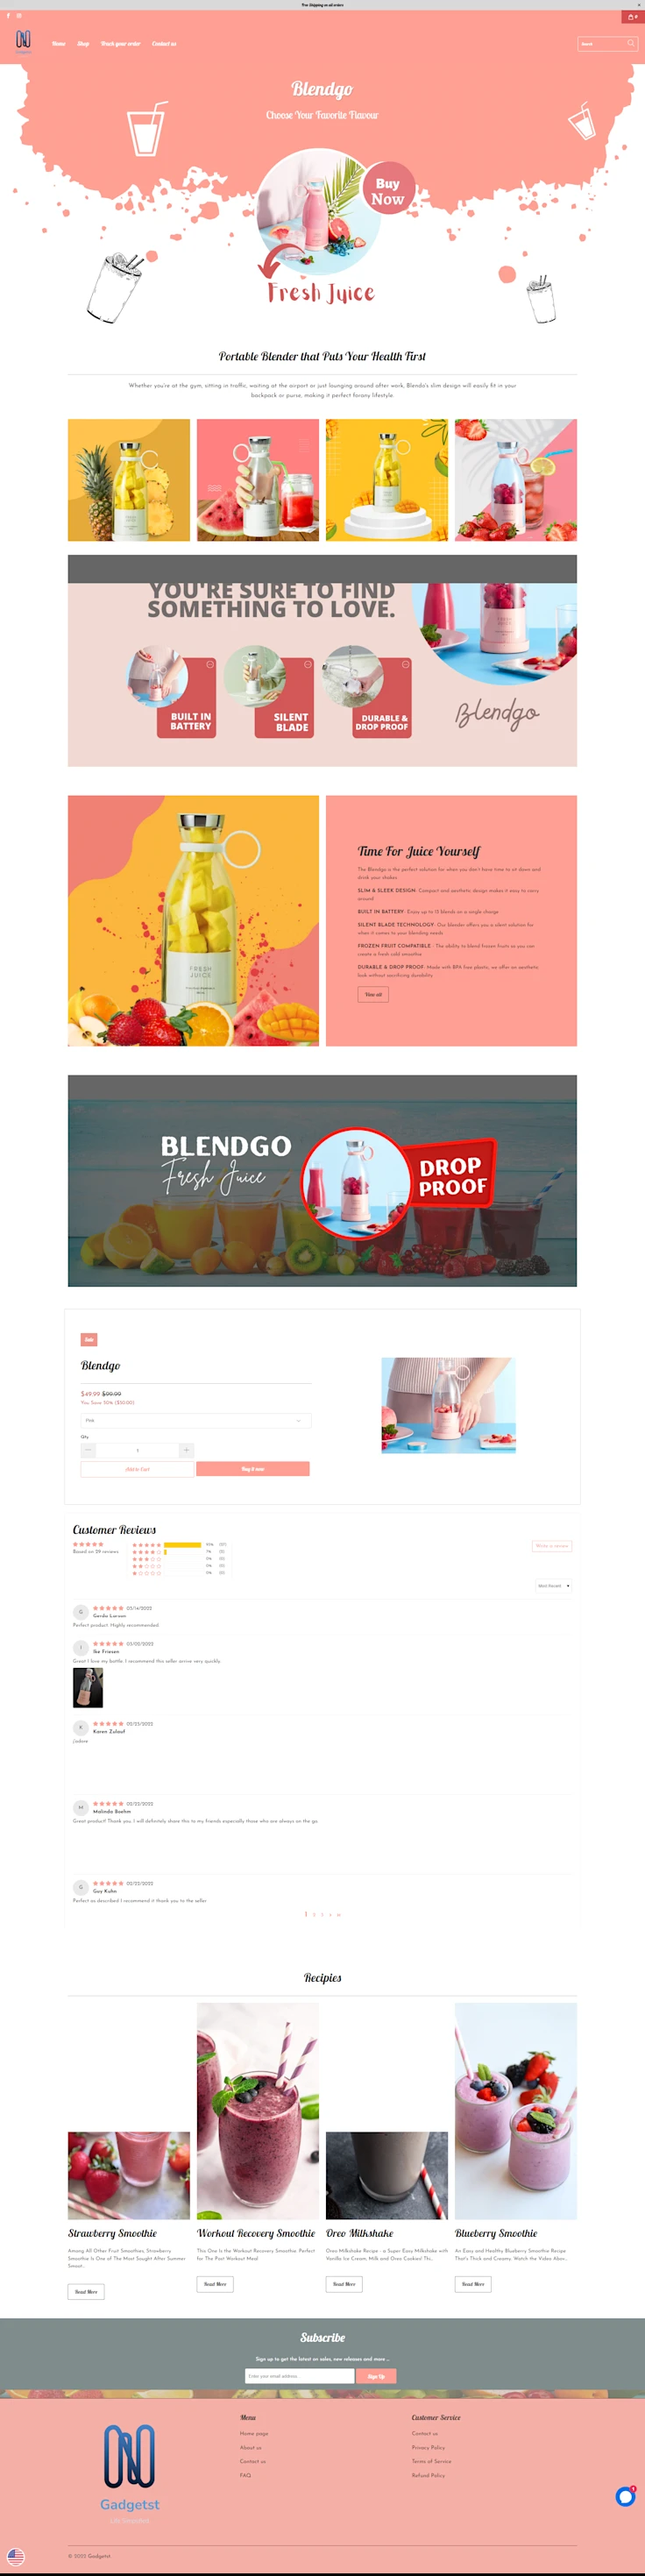 Free Shipping on all orders
0
Home Shop Track your order Contact us
Search
Blendgo
Choose Your Favorite Flavour
Buy
Now
Fresh Juice
Portable Blender that Puts Your Health First
Whether you're at the gym, sitting in traffic, waiting at the airport or just lounging around after work, Blendo's slim design will easily fit in your
backpack or purse, making it perfect forany lifestyle.
YOU'RE SURE TO FIND
SOMETHING TO LOVE.
BUILT IN
BATTERY
SILENT
BLADE
DURABLE &
DROP PROOF
Blendgo
Time For Juice Yourself
The Blendgo is the perfect solution for when you don't have time to sit down and
drink your shakes
SLIM & SLEEK DESIGN: Compact and aesthetic design makes it easy to carry
around
BUILT IN BATTERY: Enjoy up to 12 blends on a single charge
SILENT BLADE TECHNOLOGY: Our blender offers you a silent solution for
when it comes to your blending needs
FROZEN FRUIT COMPATIBLE : The ability to blend frozen fruits so you can
create a fresh cold smoothie
DURABLE & DROP PROOF: Made with BPA free plastic, we offer an aesthetic
look without sacrificing durability
View all
FRESH
JUICE
BLENDGO
Fresh Juice
DROP
PROOF
Sale
Blendgo
$49.99 $99.99
You Save 50% ($50.00)
Pink
Qty
1
Add to Cart
Buy it now
Customer Reviews
Based on 29 reviews
Write a review
Most Recent
G
03/14/2022
Gerda Larson
Perfect product. Highly recommended
I
03/02/2022
Ike Friesen
Great I love my bottle. I recommend this seller arrive very quickly.
K
02/23/2022
Karen Zulauf
J'adore
M
02/22/2022
Malinda Boehm
Great product! Thank you. I will definitely share this to my friends especially those who are always on the go.
G
02/22/2022
Guy Kuhn
Perfect as described I recommend it thank you to the seller
1 2 3
Recipies
Strawberry Smoothie
Among All Other Fruit Smoothies, Strawberry
Smoothie Is One of The Most Sought After Summer
Smoot...
Read More
Workout Recovery Smoothie
This One Is the Workout Recovery Smoothie. Perfect
for The Post Workout Meal
Read More
Oreo Milkshake
Oreo Milkshake Recipe - a Super Easy Milkshake with
Vanilla Ice Cream, Milk and Oreo Cookies! Thi...
Read More
Blueberry Smoothie
An Easy and Healthy Blueberry Smoothie Recipe
That's Thick and Creamy. Watch the Video Abov...
Read More
Subscribe
Sign up to get the latest on sales, new releases and more ...
Enter your email address...
Sign Up
Gadgetst
Menu
Home page
About us
Contact us
FAQ
Customer Service
Contact us
Privacy Policy
Terms of Service
Refund Policy
© 2022 Gadgetst.